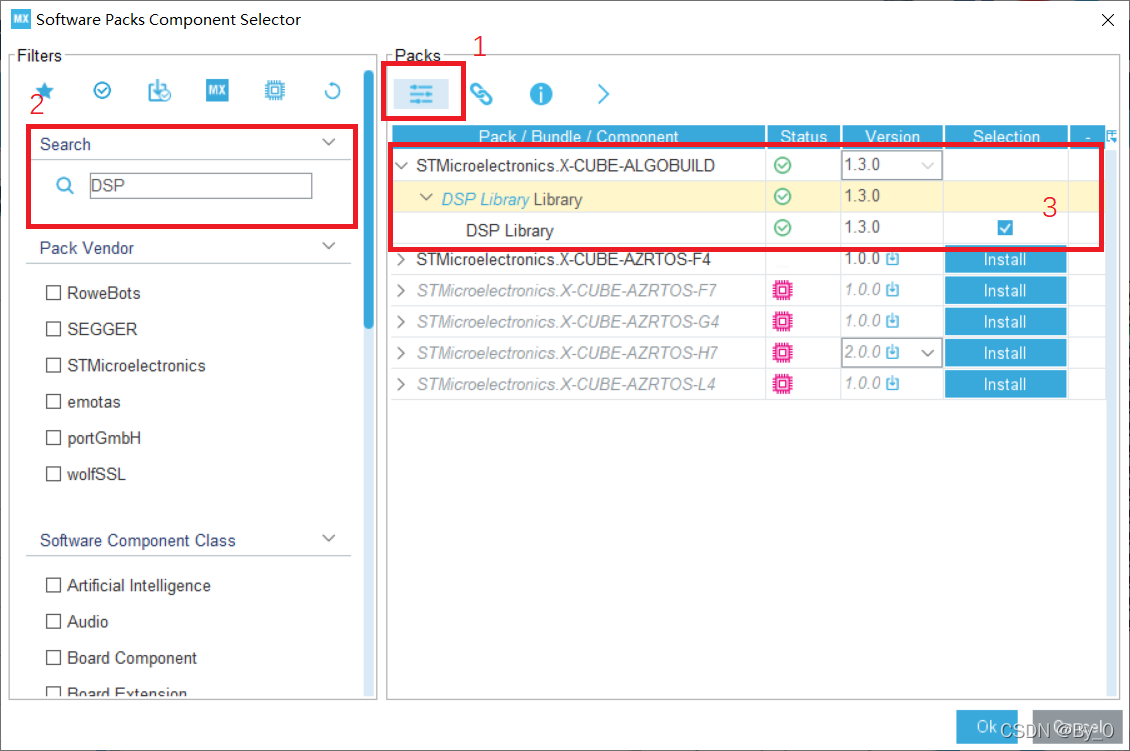 MX Software Packs Component Selector
Filters
Packs
1
MX
2
Search
DSP
Pack Vendor
RoweBots
SEGGER
STMicroelectronics
emotas
portGmbH
wolfSSL
Software Component Class
Artificial Intelligence
Audio
Board Component
Board Extension
Pack / Bundle / Component Status Version Selection -
STMicroelectronics.X-CUBE-ALGOBUILD 1.3.0
DSP Library Library 1.3.0
3
DSP Library 1.3.0
STMicroelectronics.X-CUBE-AZRTOS-F4 1.0.0 Install
STMicroelectronics.X-CUBE-AZRTOS-F7 1.0.0 Install
STMicroelectronics.X-CUBE-AZRTOS-G4 1.0.0 Install
STMicroelectronics.X-CUBE-AZRTOS-H7 2.0.0 Install
STMicroelectronics.X-CUBE-AZRTOS-L4 1.0.0 Install
Ok Cancel
CSDN @By_O